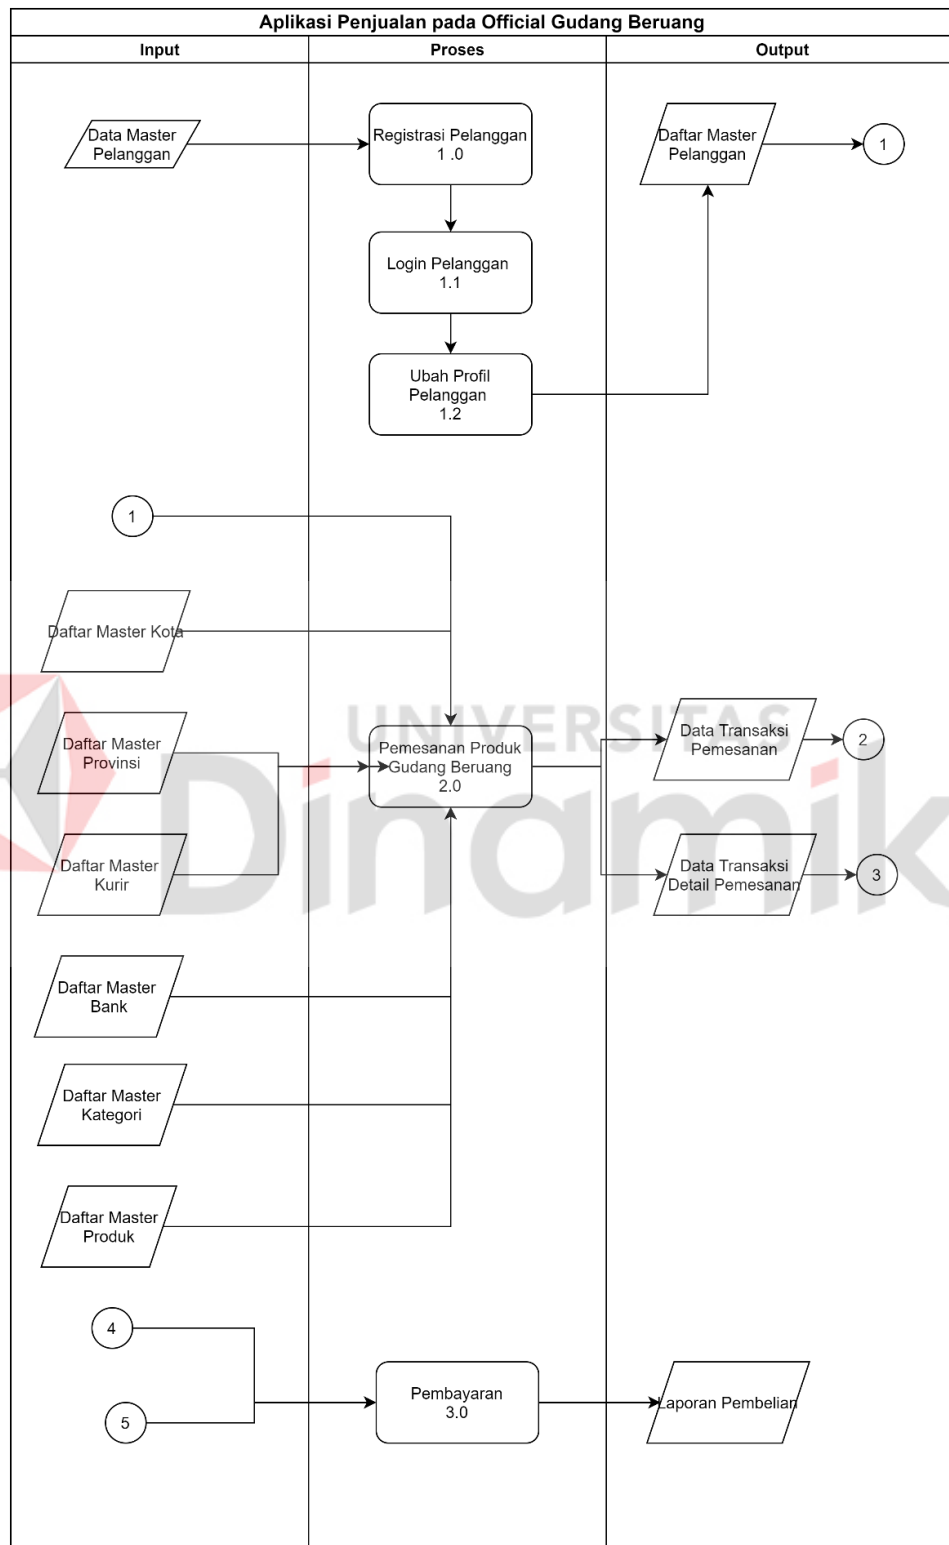 Aplikasi Penjualan pada Official Gudang Beruang
Input
Proses
Output
Data Master
Pelanggan
Registrasi Pelanggan
1 .0
Daftar Master
Pelanggan
1
Login Pelanggan
1.1
Ubah Profil
Pelanggan
1.2
1
Daftar Master Kota
Daftar Master
Provinsi
Daftar Master
Kurir
UNIVERSITAS
Dinamik
Pemesanan Produk
Gudang Beruang
2.0
Data Transaksi
Pemesanan
2
Data Transaksi
Detail Pemesanan
3
Daftar Master
Bank
Daftar Master
Kategori
Daftar Master
Produk
4
5
Pembayaran
3.0
Laporan Pembelian